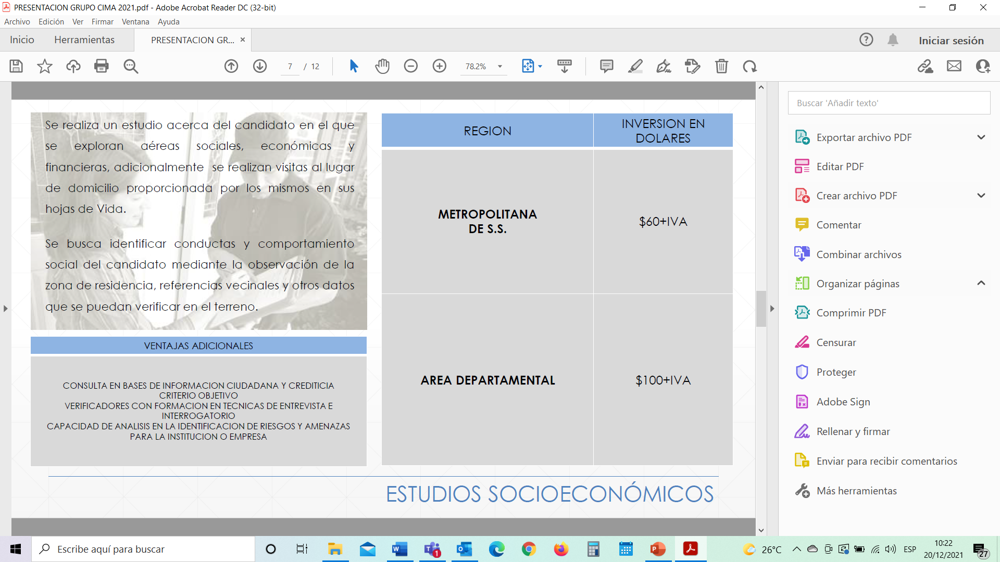 PRESENTACION GRUPO CIMA 2021.pdf - Adobe Acrobat Reader DC (32-bit)
Archivo Edición Ver Firmar Ventana Ayuda
Inicio Herramientas PRESENTACION GR... ×
Iniciar sesión
7 / 12 78.2%
Se realiza un estudio acerca del candidato en el que
se exploran aéreas sociales, económicas y
financieras, adicionalmente se realizan visitas al lugar
de domicilio proporcionada por los mismos en sus
hojas de Vida.
Se busca identificar conductas y comportamiento
social del candidato mediante la observación de la
zona de residencia, referencias vecinales y otros datos
que se puedan verificar en el terreno.
VENTAJAS ADICIONALES
CONSULTA EN BASES DE INFORMACION CIUDADANA Y CREDITICIA
CRITERIO OBJETIVO
VERIFICADORES CON FORMACION EN TECNICAS DE ENTREVISTA E
INTERROGATORIO
CAPACIDAD DE ANALISIS EN LA IDENTIFICACION DE RIESGOS Y AMENAZAS
PARA LA INSTITUCION O EMPRESA
REGION
INVERSION EN
DOLARES
METROPOLITANA
DE S.S.
$60+IVA
AREA DEPARTAMENTAL
$100+IVA
ESTUDIOS SOCIOECONÓMICOS
Buscar 'Añadir texto'
Exportar archivo PDF
Editar PDF
Crear archivo PDF
Comentar
Combinar archivos
Organizar páginas
Comprimir PDF
Censurar
Proteger
Adobe Sign
Rellenar y firmar
Enviar para recibir comentarios
Más herramientas
Escribe aquí para buscar
1
26°C
ESP
10:22
20/12/2021
27